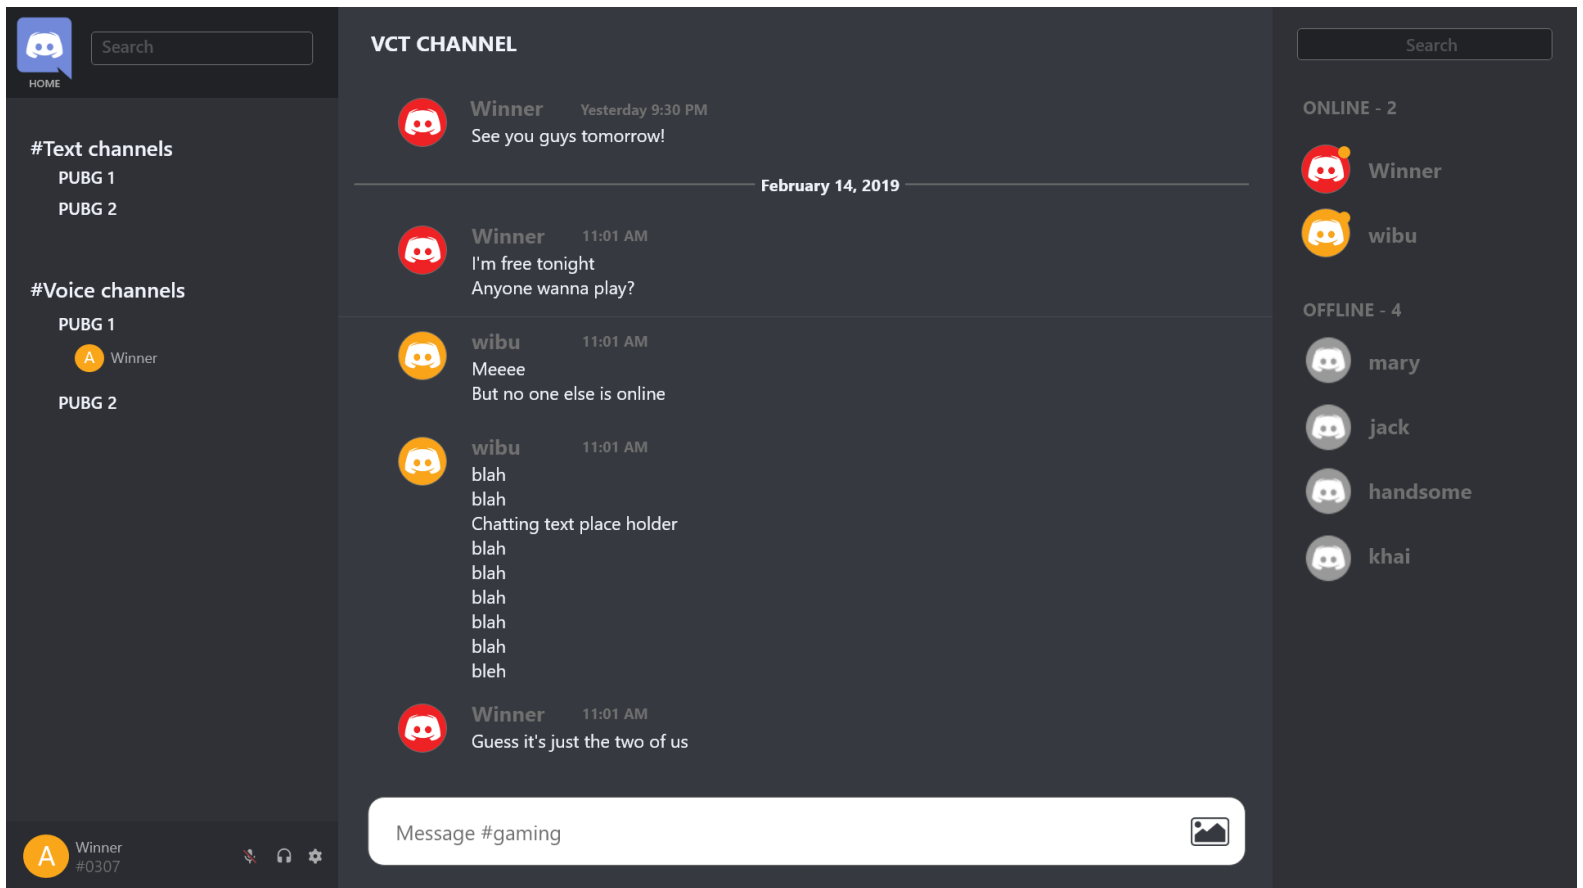 HOME
Search
#Text channels
PUBG 1
PUBG 2
#Voice channels
PUBG 1
A Winner
PUBG 2
A
Winner
#0307
VCT CHANNEL
Winner Yesterday 9:30 PM
See you guys tomorrow!
February 14, 2019
Winner 11:01 AM
I'm free tonight
Anyone wanna play?
wibu 11:01 AM
Meeee
But no one else is online
wibu 11:01 AM
blah
blah
Chatting text place holder
blah
blah
blah
blah
blah
bleh
Winner 11:01 AM
Guess it's just the two of us
Message #gaming
Search
ONLINE - 2
Winner
wibu
OFFLINE - 4
mary
jack
handsome
khai